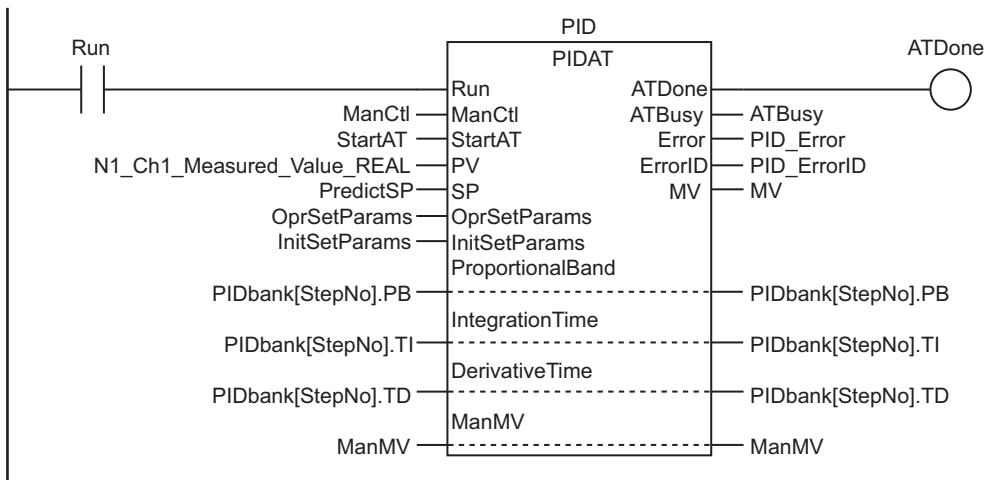 PID
Run
PIDAT
ATDone
Run ATDone
ManCtl ManCtl ATBusy ATBusy
StartAT StartAT Error PID_Error
N1_Ch1_Measured_Value_REAL PV ErrorID PID_ErrorID
PredictSP SP MV MV
OprSetParams OprSetParams
InitSetParams InitSetParams
ProportionalBand
PIDbank[StepNo].PB PIDbank[StepNo].PB
IntegrationTime
PIDbank[StepNo].TI PIDbank[StepNo].TI
DerivativeTime
PIDbank[StepNo].TD PIDbank[StepNo].TD
ManMV
ManMV ManMV